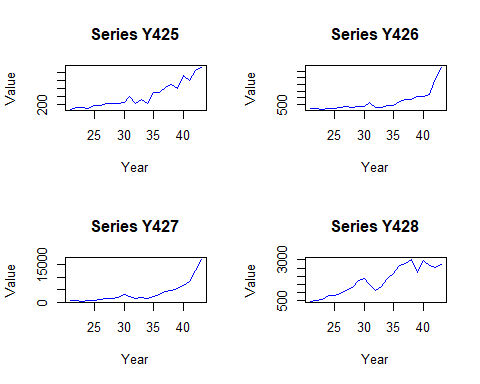 Series Y425
Value
200
25 30 35 40
Year
Series Y426
Value
500
25 30 35 40
Year
Series Y427
Value
0 15000
25 30 35 40
Year
Series Y428
Value
500 3000
25 30 35 40
Year